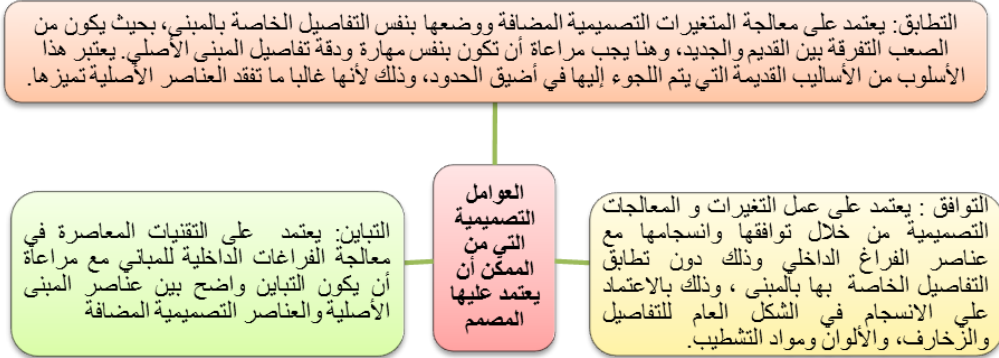 التطابق: يعتمد على معالجة المتغيرات التصميمية المضافة ووضعها بنفس التفاصيل الخاصة بالمبنى، بحيث يكون من
الصعب التفرقة بين القديم والجديد، وهنا يجب مراعاة أن تكون بنفس مهارة ودقة تفاصيل المبنى الأصلي. يعتبر هذا
الأسلوب من الأساليب القديمة التي يتم اللجوء إليها في أضيق الحدود، وذلك لأنها غالبا ما تفقد العناصر الأصلية تميزها.
العوامل
التصميمية
التي من
الممكن أن
يعتمد عليها
المصمم
التوافق : يعتمد على عمل التغيرات و المعالجات
التصميمية من خلال توافقها وانسجامها مع
عناصر الفراغ الداخلي وذلك دون تطابق
التفاصيل الخاصة بها بالمبنى ، وذلك بالاعتماد
علي الانسجام في الشكل العام للتفاصيل
والزخارف، والألوان ومواد التشطيب.
التباين: يعتمد على التقنيات المعاصرة في
معالجة الفراغات الداخلية للمباني مع مراعاة
أن يكون التباين واضح بين عناصر المبنى
الأصلية والعناصر التصميمية المضافة